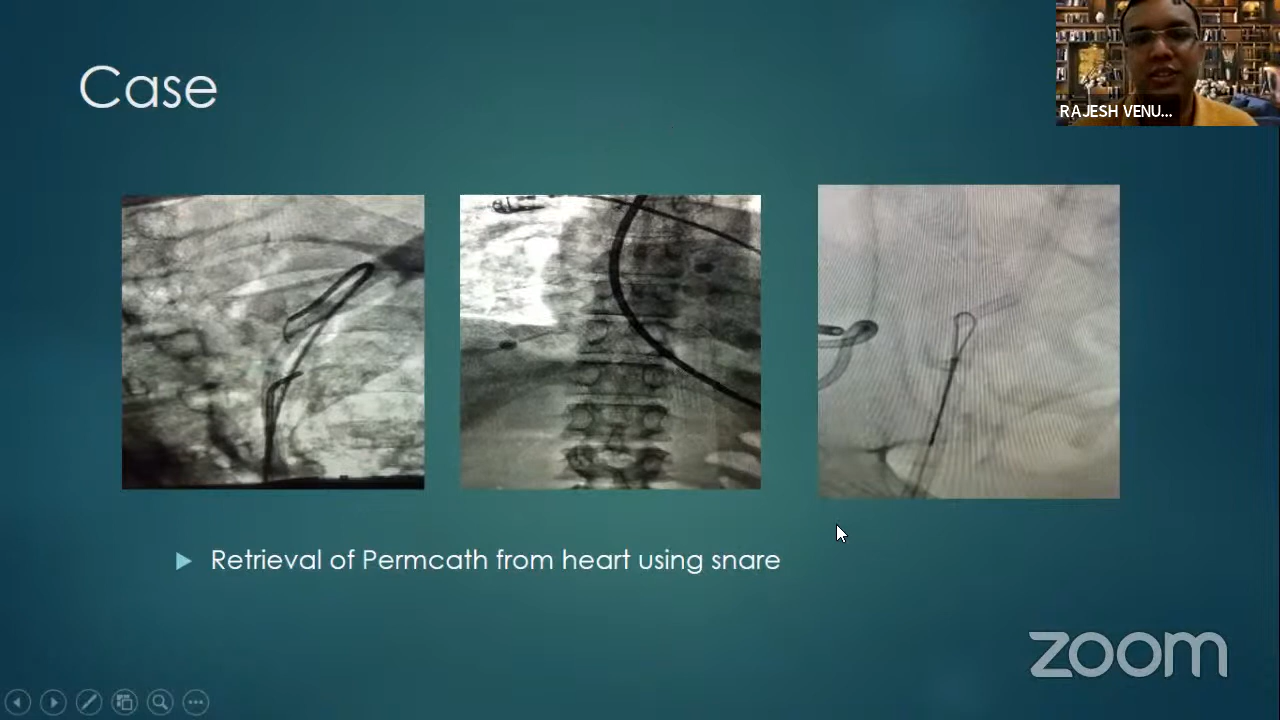 Case
RAJESH VENU...
Retrieval of Permcath from heart using snare
zoom